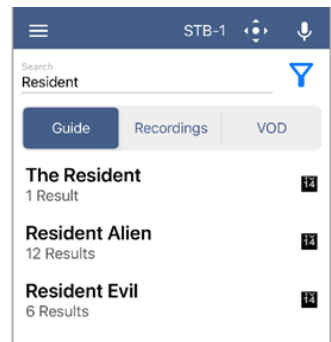 STB-1
Search
Resident
Guide Recordings VOD
The Resident
1 Result
14
Resident Alien
12 Results
14
Resident Evil
6 Results
14